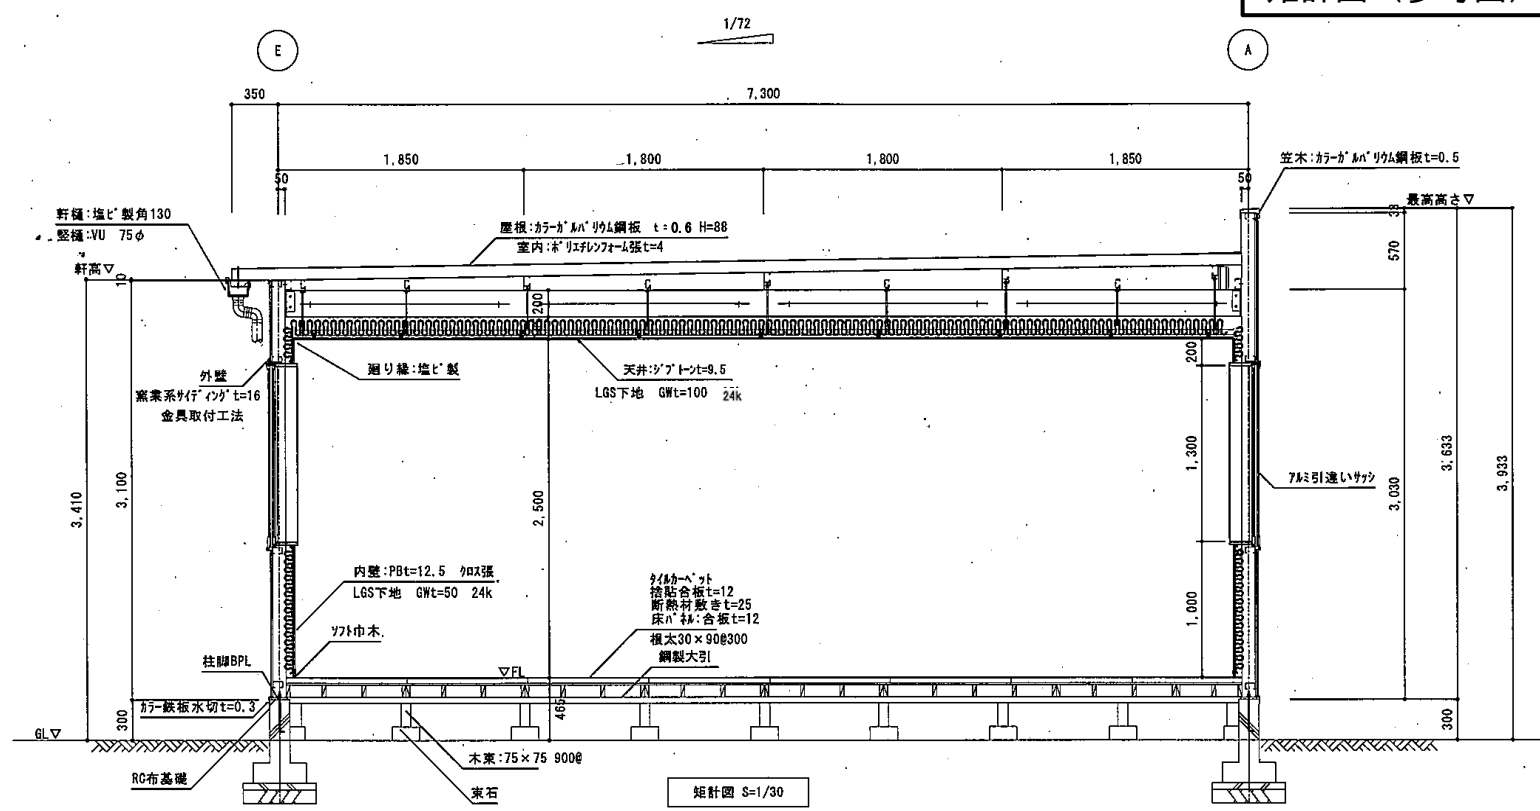 1/72
E
A
350
7,300
1,850
1,800
1,800
1,850
50
50
笠木:カラーガルバリウム鋼板t=0.5
最高高さ▽
33
軒樋:塩ビ製角130
竪樋:VU 75φ
屋根:カラーガルバリウム鋼板 t=0.6 H=88
室内:ポリエチレンフォーム張t=4
570
軒高▽
10
200
200
外壁
窯業系サイディングt=16
金具取付工法
廻り縁:塩ビ製
天井:ジプトーンt=9.5
LGS下地 GWt=100 24k
3,410
3,100
2,500
1,300
アルミ引違いサッシ
3,030
3,633
3,933
内壁:PBt=12.5 クロス張
LGS下地 GWt=50 24k
タイルカーペット
捨貼合板t=12
断熱材敷きt=25
床パネル:合板t=12
根太30×90@300
鋼製大引
1,000
ソフト巾木
柱脚BPL
▽FL
カラー鉄板水切t=0.3
300
465
300
GL▽
木束:75×75 900@
RC布基礎
束石
矩計図 S=1/30